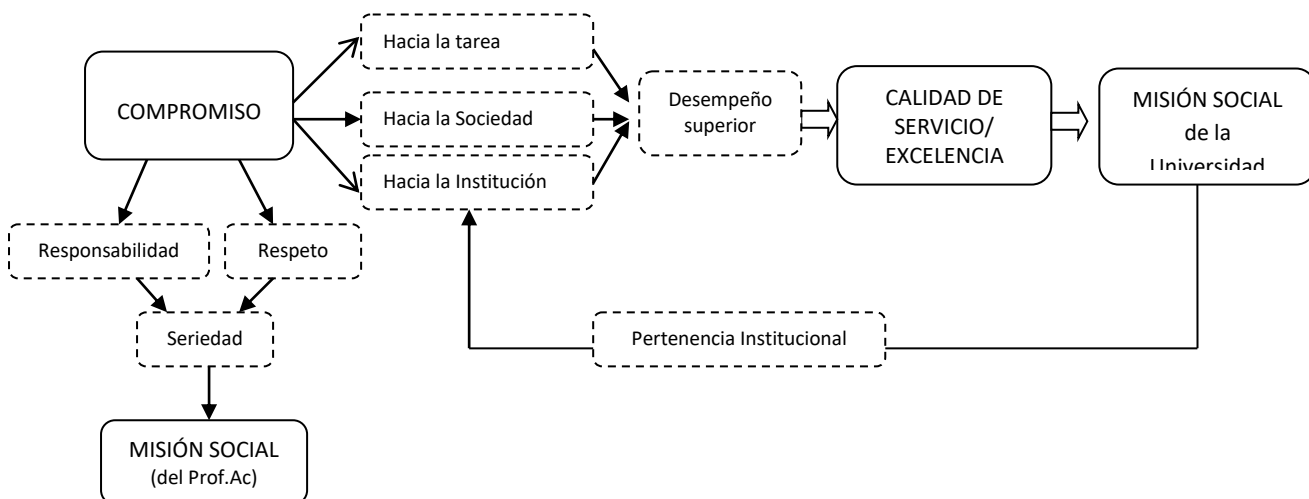 COMPROMISO
Hacia la tarea
Hacia la Sociedad
Hacia la Institución
Desempeño
superior
CALIDAD DE
SERVICIO/
EXCELENCIA
MISIÓN SOCIAL
de la
Universidad
Responsabilidad
Respeto
Seriedad
Pertenencia Institucional
MISIÓN SOCIAL
(del Prof.Ac)